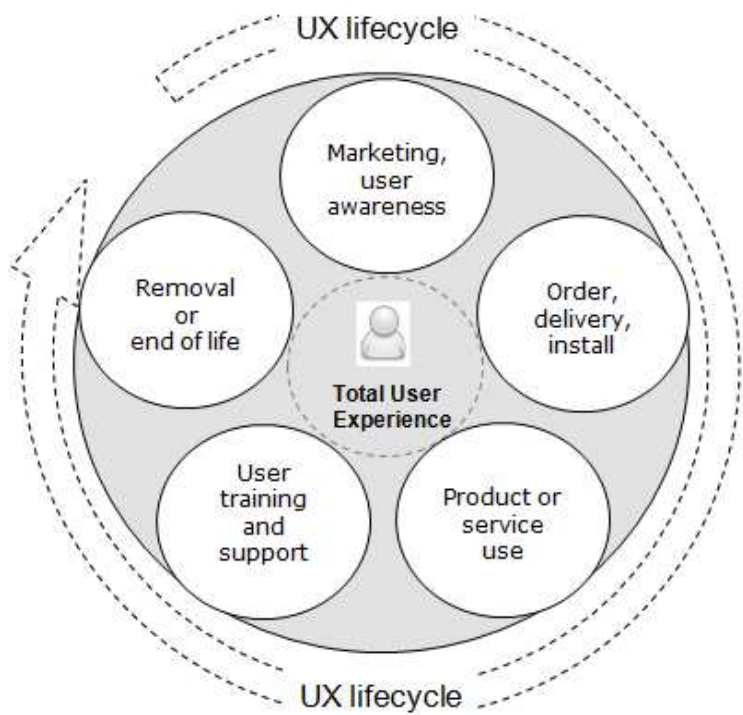 UX lifecycle
Marketing,
user
awareness
Order,
delivery,
install
Product or
service
use
User
training
and
support
Removal
or
end of life
Total User
Experience
UX lifecycle